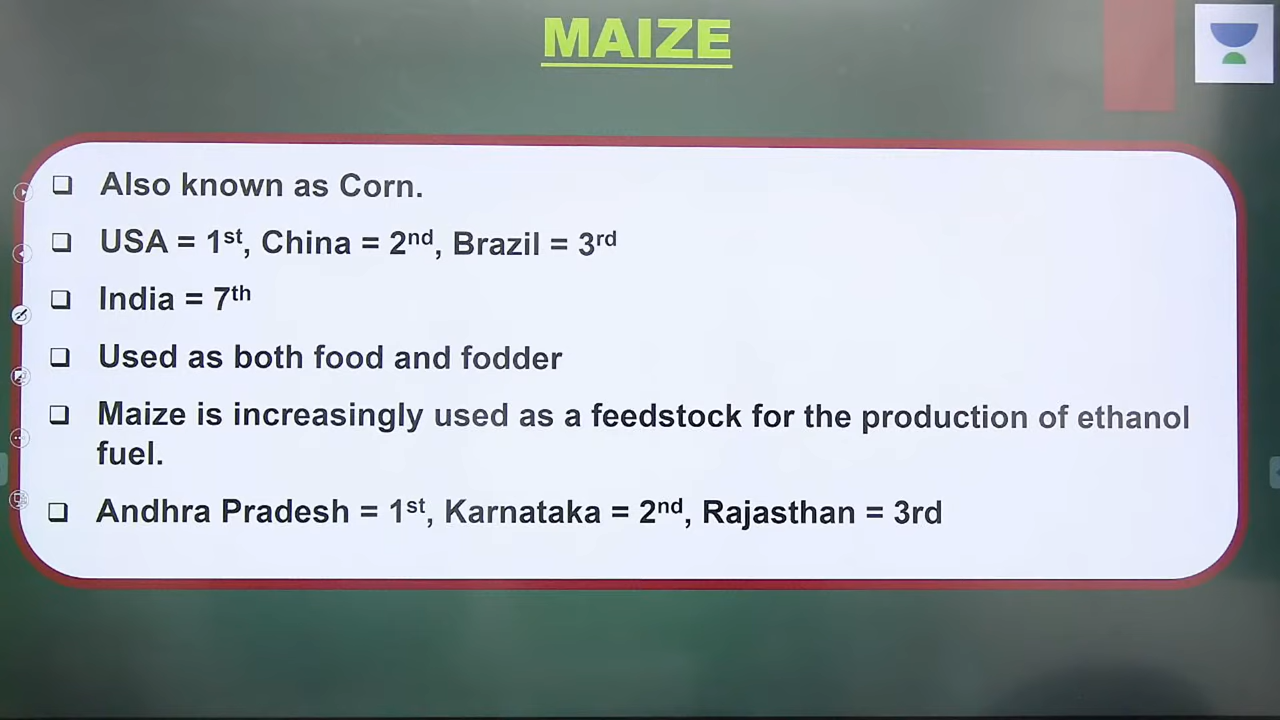 MAIZE
❑ Also known as Corn.
❑ USA = 1st, China = 2nd, Brazil = 3rd
❑ India = 7th
❑ Used as both food and fodder
❑ Maize is increasingly used as a feedstock for the production of ethanol
fuel.
❑ Andhra Pradesh = 1st, Karnataka = 2nd, Rajasthan = 3rd